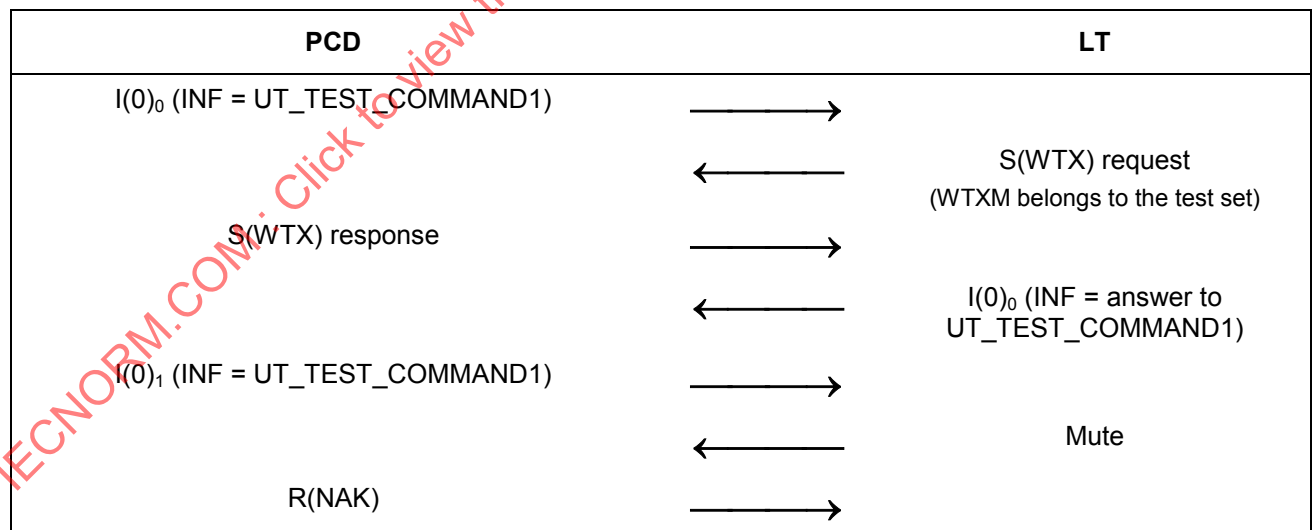 PCD LT
I(0)₀ (INF = UT_TEST_COMMAND1)
S(WTX) request
(WTXM belongs to the test set)
S(WTX) response
I(0)₀ (INF = answer to
UT_TEST_COMMAND1)
I(0)₁ (INF = UT_TEST_COMMAND1)
Mute
R(NAK)
IECNORM.COM: Click to view